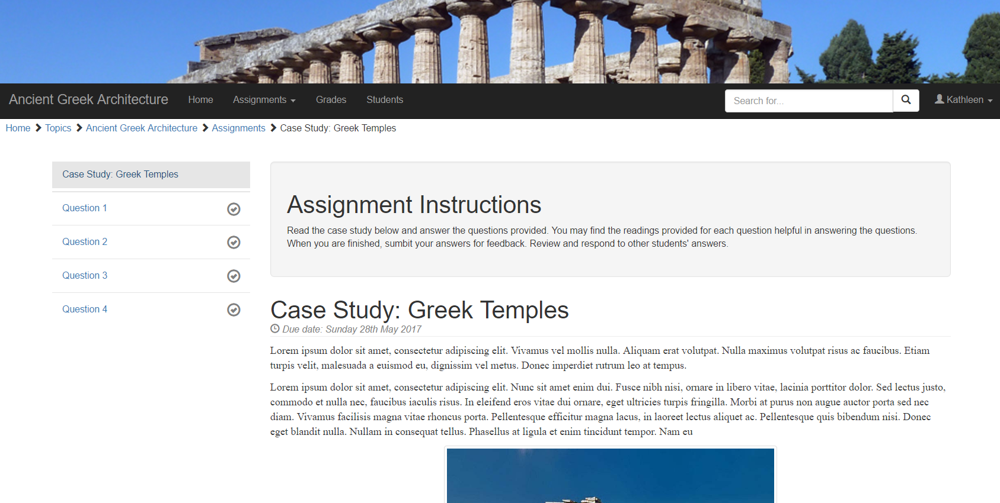 Ancient Greek Architecture Home Assignments Grades Students Search for... Kathleen
Home Topics Ancient Greek Architecture Assignments Case Study: Greek Temples
Case Study: Greek Temples
Question 1
Question 2
Question 3
Question 4
Assignment Instructions
Read the case study below and answer the questions provided. You may find the readings provided for each question helpful in answering the questions.
When you are finished, sumbit your answers for feedback. Review and respond to other students' answers.
Case Study: Greek Temples
Due date: Sunday 28th May 2017
Lorem ipsum dolor sit amet, consectetur adipiscing elit. Vivamus vel mollis nulla. Aliquam erat volutpat. Nulla maximus volutpat risus ac faucibus. Etiam
turpis velit, malesuada a euismod eu, dignissim vel metus. Donec imperdiet rutrum leo at tempus.
Lorem ipsum dolor sit amet, consectetur adipiscing elit. Nunc sit amet enim dui. Fusce nibh nisi, ornare in libero vitae, lacinia porttitor dolor. Sed lectus justo,
commodo et nulla nec, faucibus iaculis risus. In eleifend eros vitae dui ornare, eget ultricies turpis fringilla. Morbi at purus non augue auctor porta sed nec
diam. Vivamus facilisis magna vitae rhoncus porta. Pellentesque efficitur magna lacus, in laoreet lectus aliquet ac. Pellentesque quis bibendum nisi. Donec
eget blandit nulla. Nullam in consequat tellus. Phasellus at ligula et enim tincidunt tempor. Nam eu